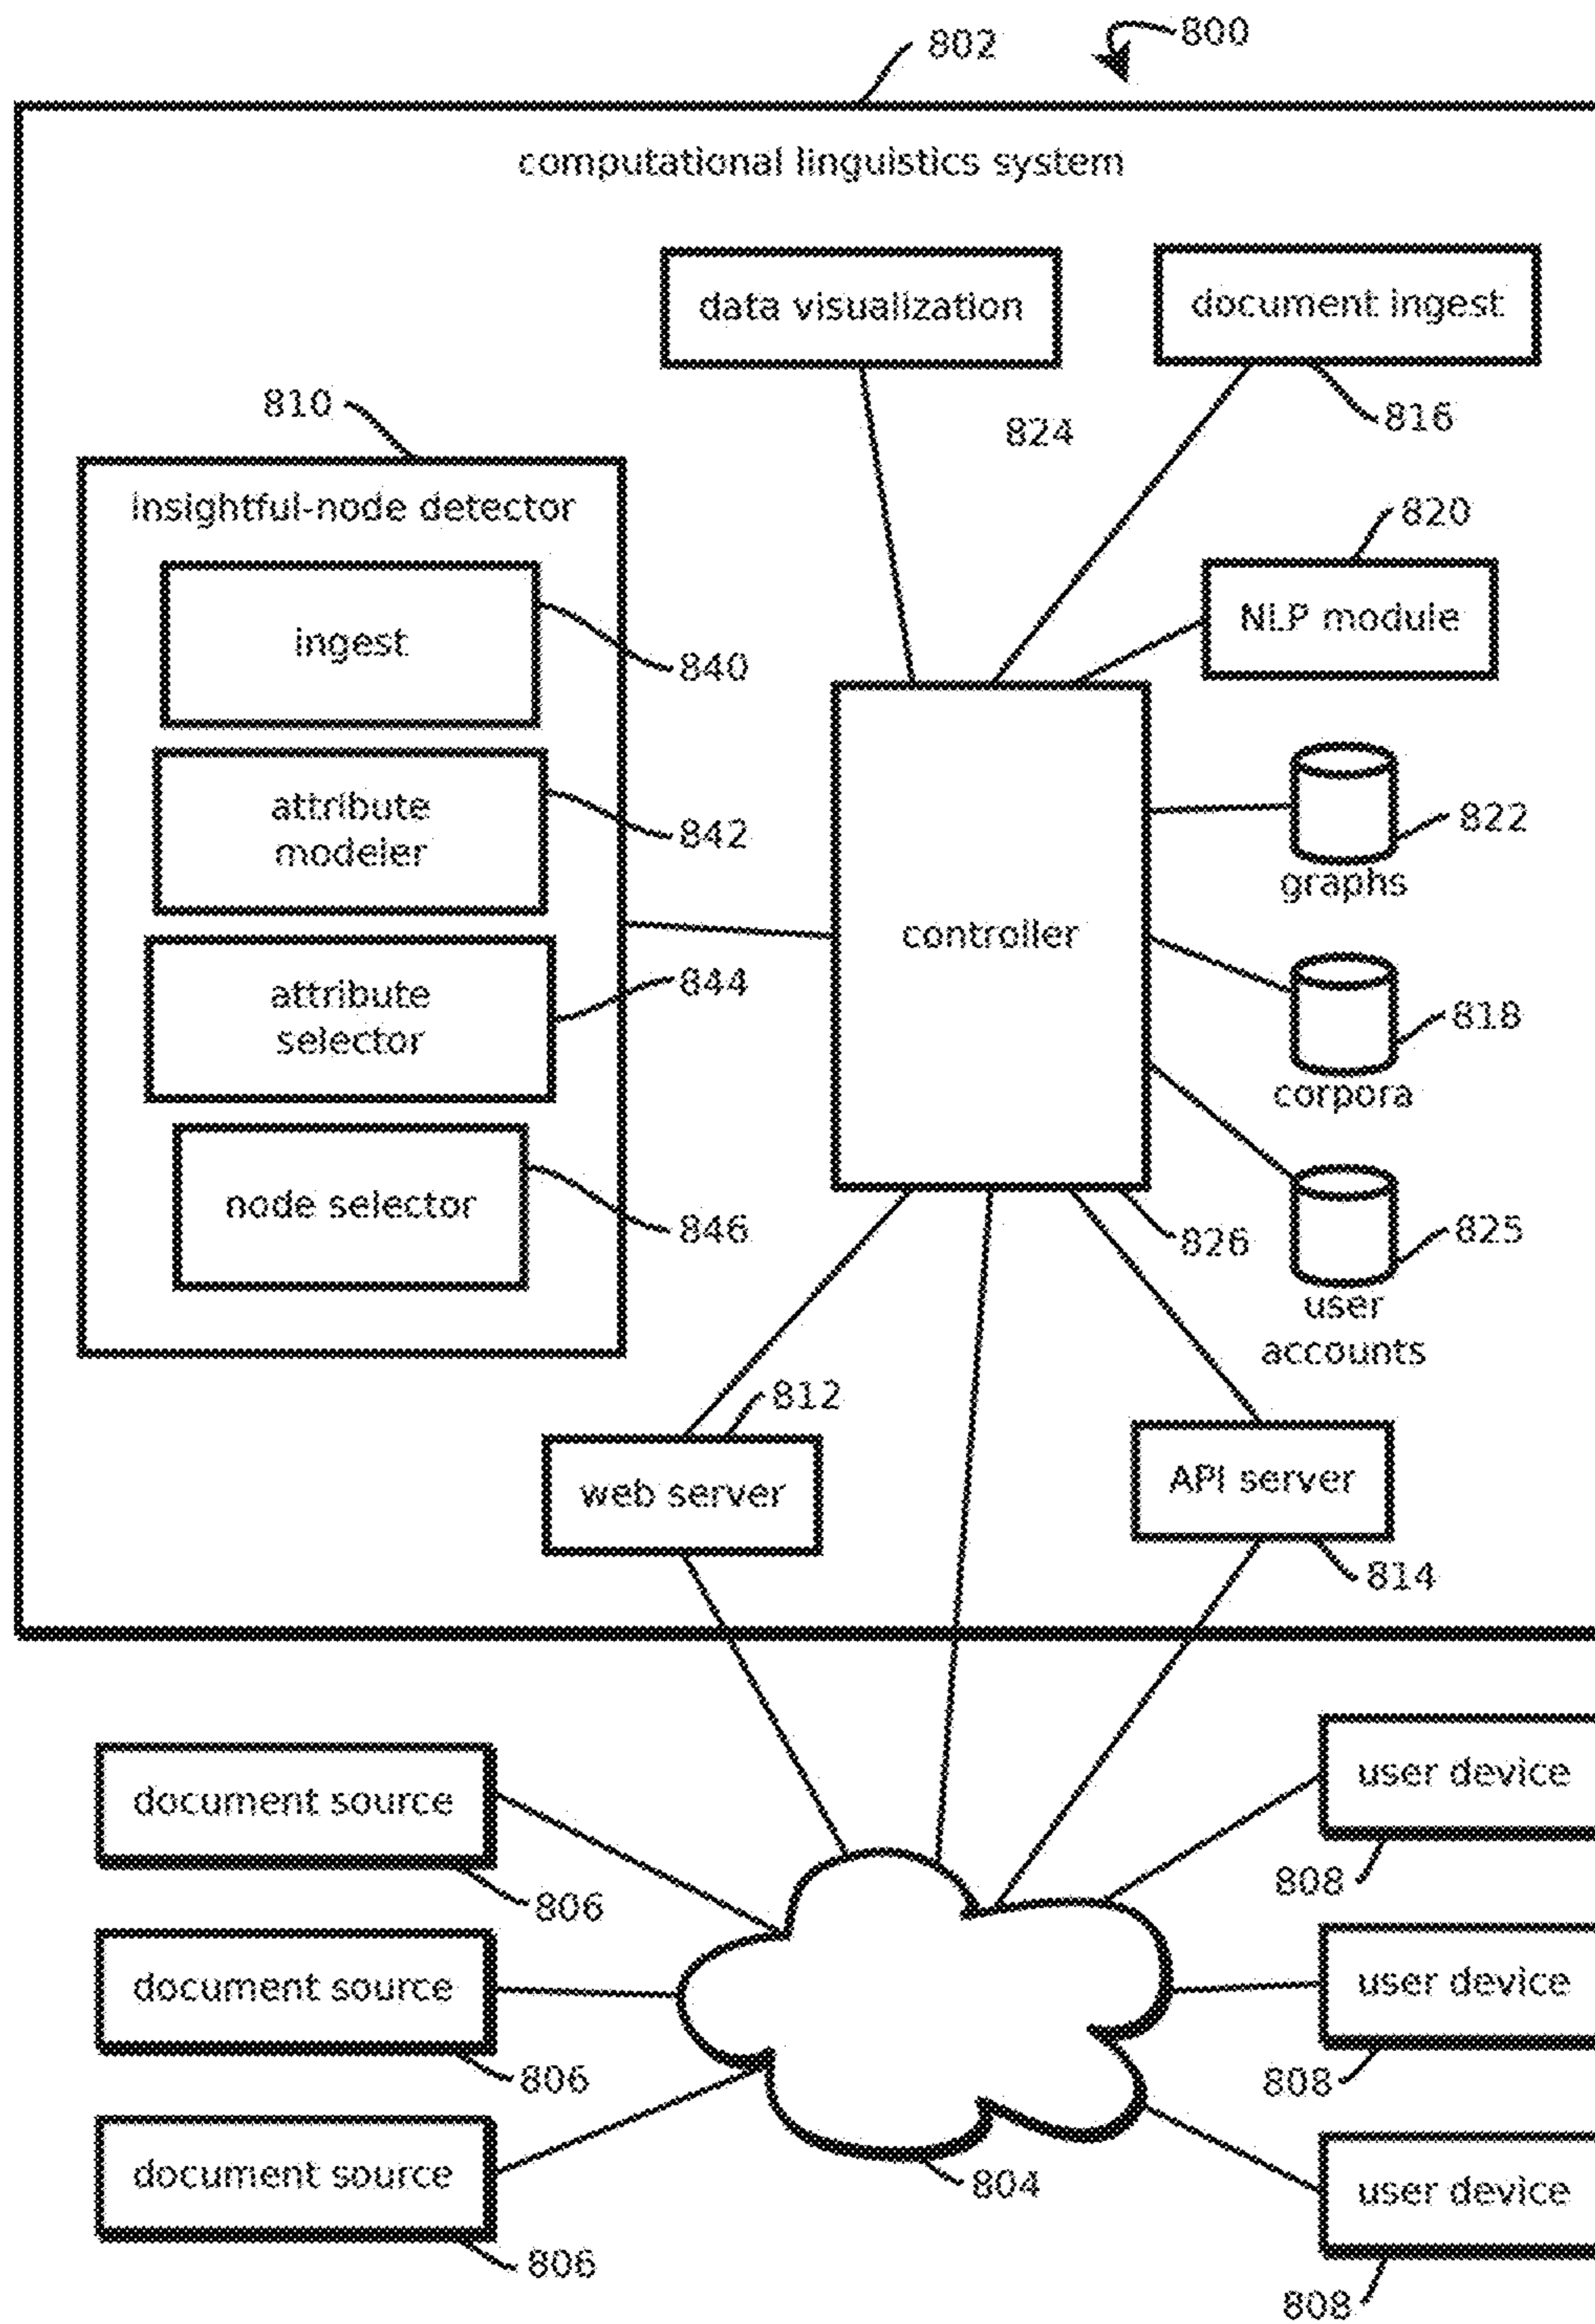 802
800
computational linguistics system
data visualization
document ingest
824
816
810
insightful-node detector
ingest
840
attribute
modeler
842
attribute
selector
844
node selector
846
820
NLP module
controller
822
graphs
818
corpora
826
825
user
accounts
812
web server
API server
814
document source
806
document source
806
document source
806
804
user device
808
user device
808
user device
808